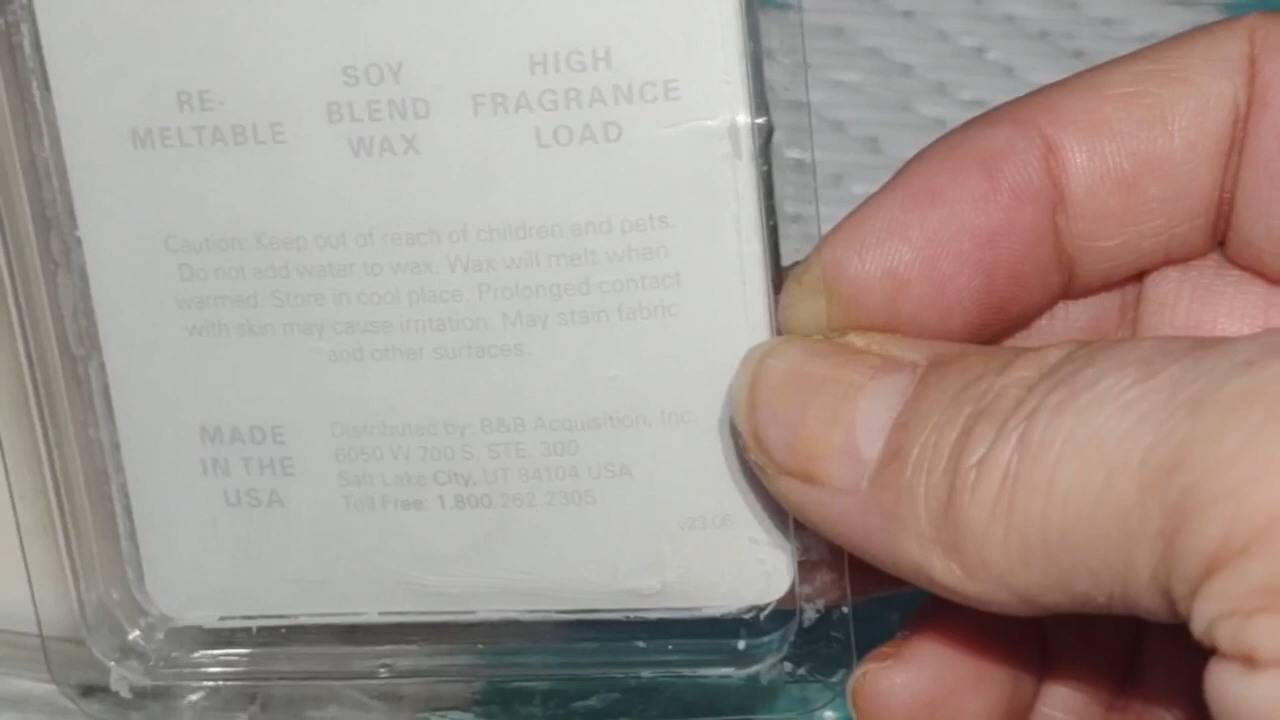 RE-
MELTABLE
SOY
BLEND
WAX
HIGH
FRAGRANCE
LOAD
Caution: Keep out of reach of children and pets.
Do not add water to wax. Wax will melt when
warmed. Store in cool place. Prolonged contact
with skin may cause irritation. May stain fabric
and other surfaces.
MADE
IN THE
USA
Distributed by: B&B Acquisition, Inc.
6050 W 700 S. STE. 300
Salt Lake City, UT 84104 USA
Toll Free: 1.800.262.2305
v23.06